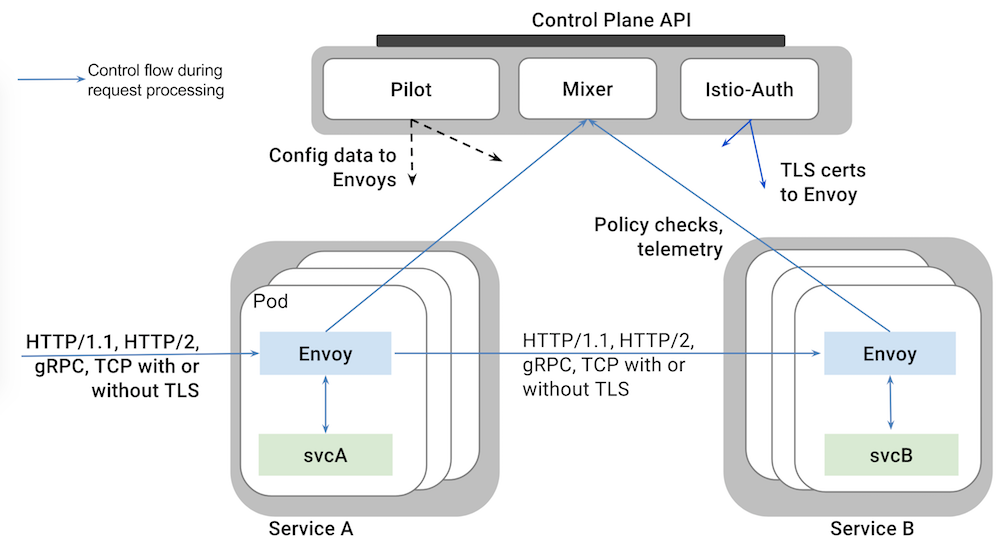 Control Plane API
Control flow during
request processing
Pilot
Mixer
Istio-Auth
Config data to
Envoys
TLS certs
to Envoy
Policy checks,
telemetry
Pod
HTTP/1.1, HTTP/2,
gRPC, TCP with or
without TLS
Envoy
HTTP/1.1, HTTP/2,
gRPC, TCP with or
without TLS
Envoy
svcA
svcB
Service A
Service B